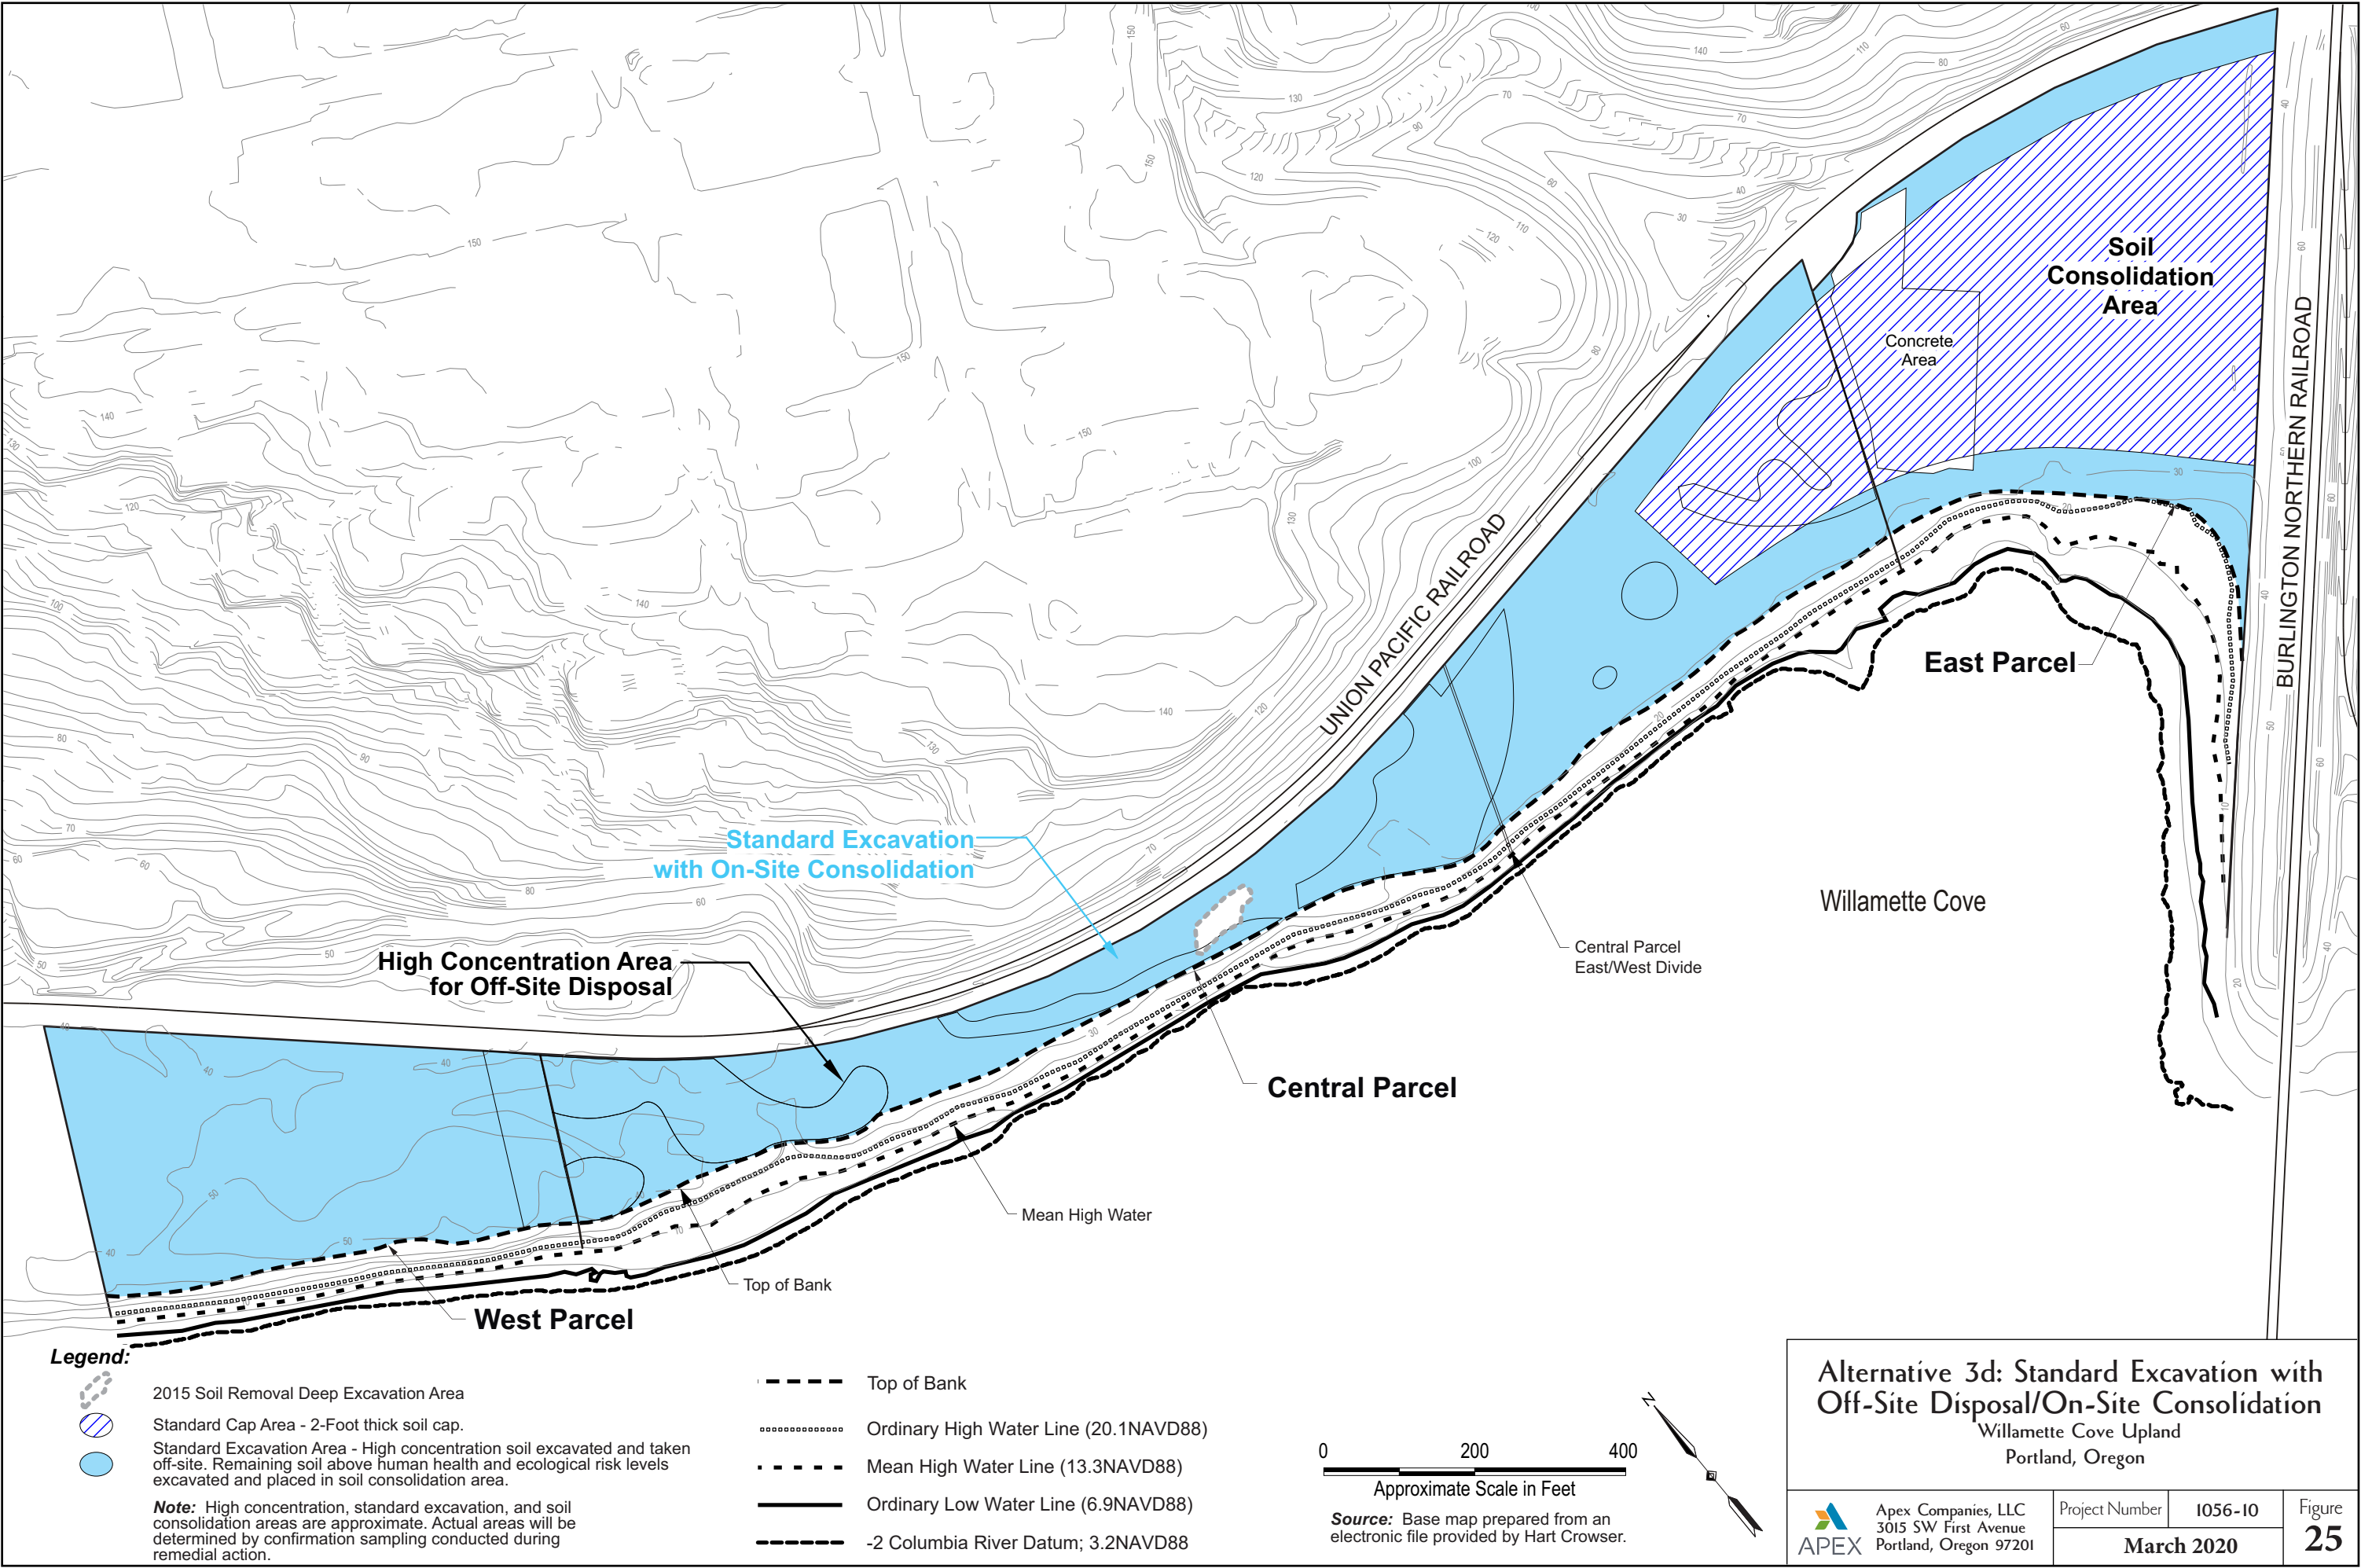 Soil
Consolidation
Area
Concrete
Area
UNION PACIFIC RAILROAD
BURLINGTON NORTHERN RAILROAD
East Parcel
Standard Excavation
with On-Site Consolidation
Willamette Cove
High Concentration Area
for Off-Site Disposal
Central Parcel
East/West Divide
Central Parcel
Mean High Water
Top of Bank
West Parcel
Legend:
2015 Soil Removal Deep Excavation Area
Standard Cap Area - 2-Foot thick soil cap.
Standard Excavation Area - High concentration soil excavated and taken
off-site. Remaining soil above human health and ecological risk levels
excavated and placed in soil consolidation area.
Note: High concentration, standard excavation, and soil
consolidation areas are approximate. Actual areas will be
determined by confirmation sampling conducted during
remedial action.
Top of Bank
Ordinary High Water Line (20.1NAVD88)
Mean High Water Line (13.3NAVD88)
Ordinary Low Water Line (6.9NAVD88)
-2 Columbia River Datum; 3.2NAVD88
0 200 400
Approximate Scale in Feet
Source: Base map prepared from an
electronic file provided by Hart Crowser.
N
Alternative 3d: Standard Excavation with
Off-Site Disposal/On-Site Consolidation
Willamette Cove Upland
Portland, Oregon
APEX
Apex Companies, LLC
3015 SW First Avenue
Portland, Oregon 97201
Project Number 1056-10
March 2020
Figure
25